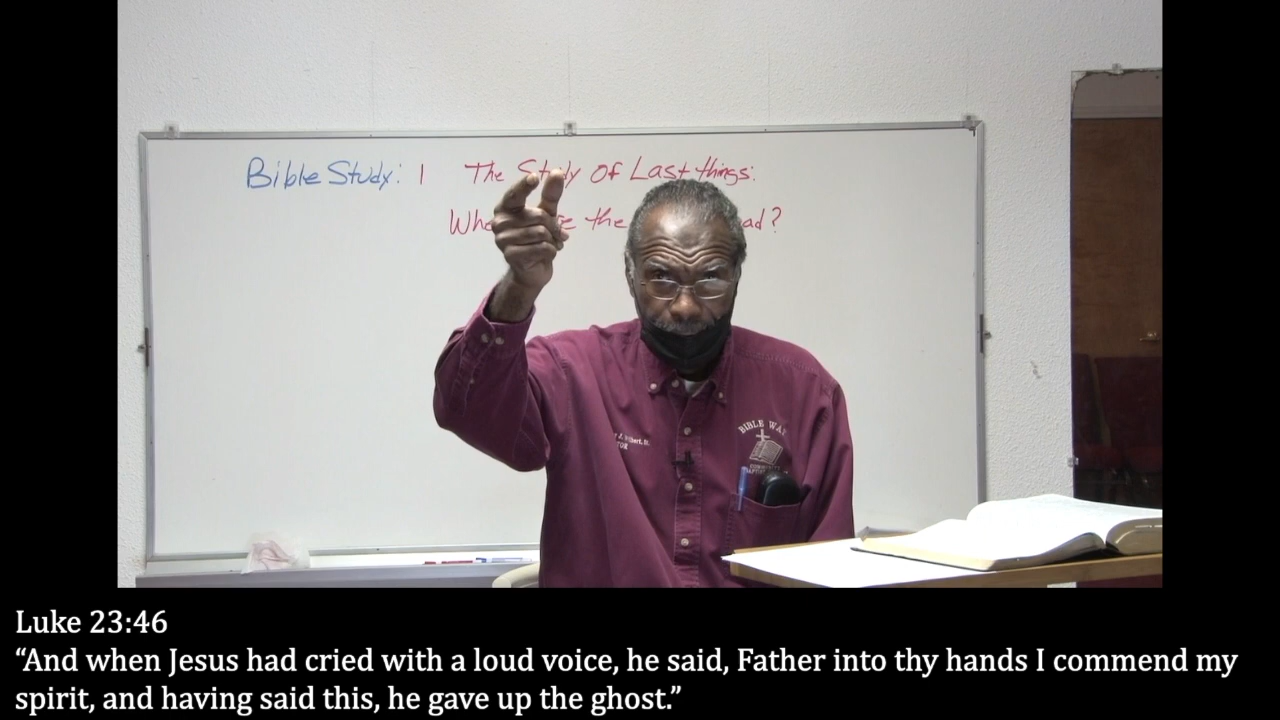 Bible Study: 1 The Study Of Last things:
the ad?
BIBLE WAY
Luke 23:46
“And when Jesus had cried with a loud voice, he said, Father into thy hands I commend my
spirit, and having said this, he gave up the ghost.”